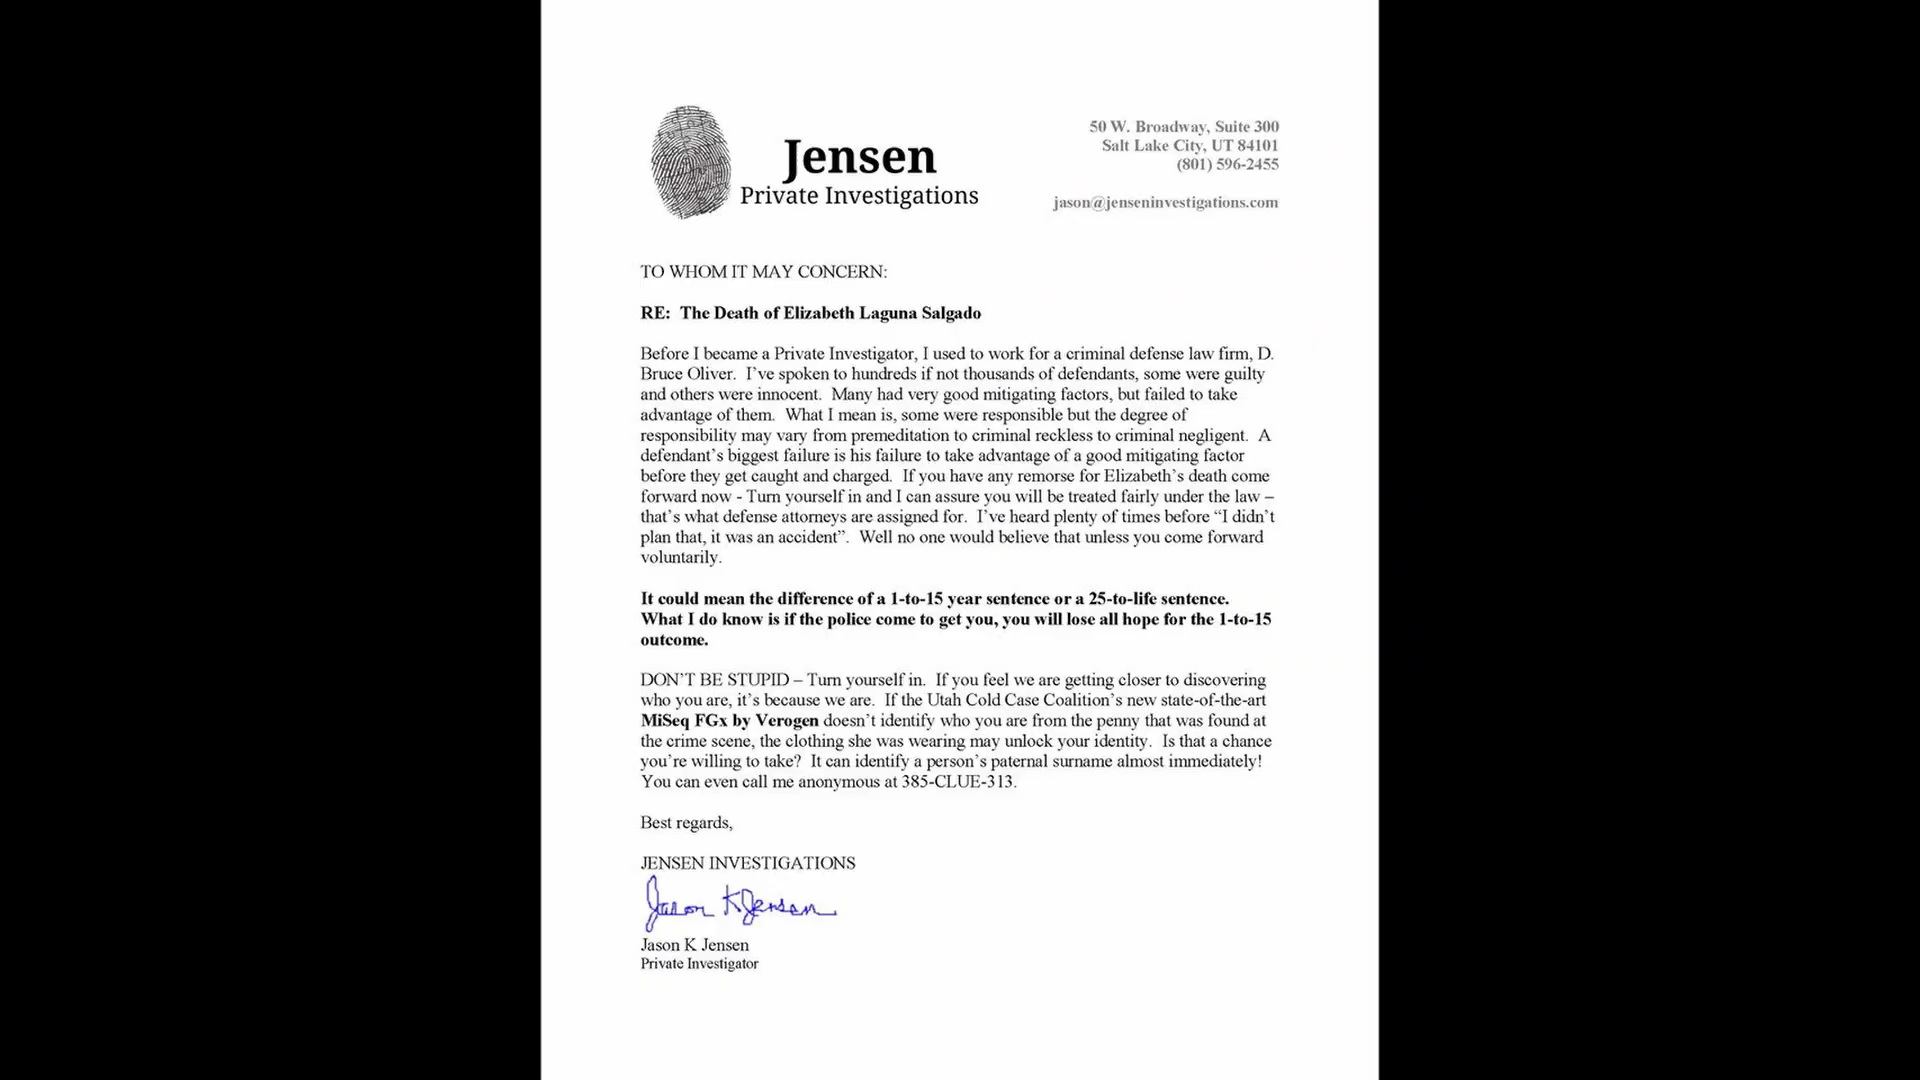 Jensen
Private Investigations
50 W. Broadway, Suite 300
Salt Lake City, UT 84101
(801) 596-2455
jason@jenseninvestigations.com
TO WHOM IT MAY CONCERN:
RE: The Death of Elizabeth Laguna Salgado
Before I became a Private Investigator, I used to work for a criminal defense law firm, D.
Bruce Oliver. I've spoken to hundreds if not thousands of defendants, some were guilty
and others were innocent. Many had very good mitigating factors, but failed to take
advantage of them. What I mean is, some were responsible but the degree of
responsibility may vary from premeditation to criminal reckless to criminal negligent. A
defendant's biggest failure is his failure to take advantage of a good mitigating factor
before they get caught and charged. If you have any remorse for Elizabeth's death come
forward now - Turn yourself in and I can assure you will be treated fairly under the law –
that's what defense attorneys are assigned for. I've heard plenty of times before “I didn't
plan that, it was an accident”. Well no one would believe that unless you come forward
voluntarily.
It could mean the difference of a 1-to-15 year sentence or a 25-to-life sentence.
What I do know is if the police come to get you, you will lose all hope for the 1-to-15
outcome.
DON'T BE STUPID – Turn yourself in. If you feel we are getting closer to discovering
who you are, it's because we are. If the Utah Cold Case Coalition's new state-of-the-art
MiSeq FGx by Verogen doesn't identify who you are from the penny that was found at
the crime scene, the clothing she was wearing may unlock your identity. Is that a chance
you're willing to take? It can identify a person's paternal surname almost immediately!
You can even call me anonymous at 385-CLUE-313.
Best regards,
JENSEN INVESTIGATIONS
Jason K Jensen
Jason K Jensen
Private Investigator